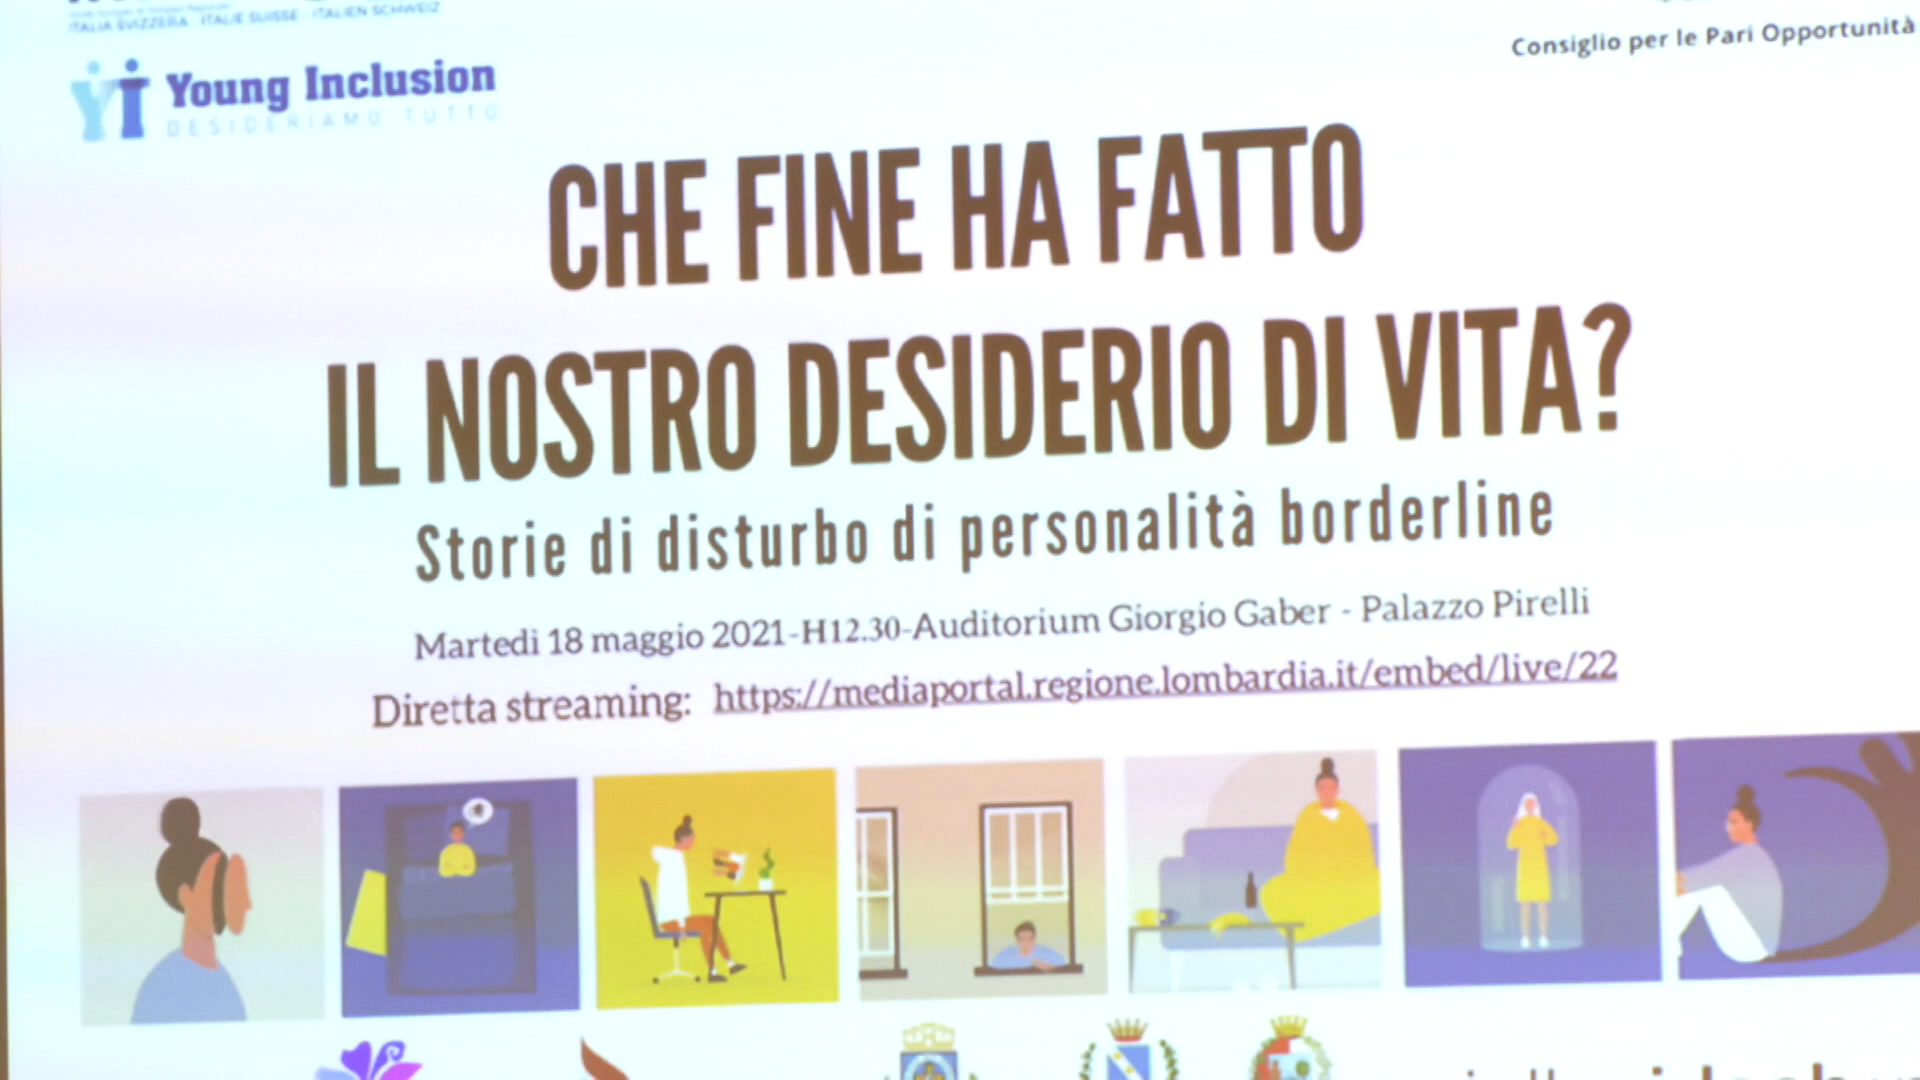 ITALIA SVIZZERA · ITALIE SUISSE · ITALIEN SCHWEIZ
Consiglio per le Pari Opportunità
YI Young Inclusion
DESIDERIAMO TUTTO
CHE FINE HA FATTO
IL NOSTRO DESIDERIO DI VITA?
Storie di disturbo di personalità borderline
Martedì 18 maggio 2021-H12.30-Auditorium Giorgio Gaber - Palazzo Pirelli
Diretta streaming: https://mediaportal.regione.lombardia.it/embed/live/22